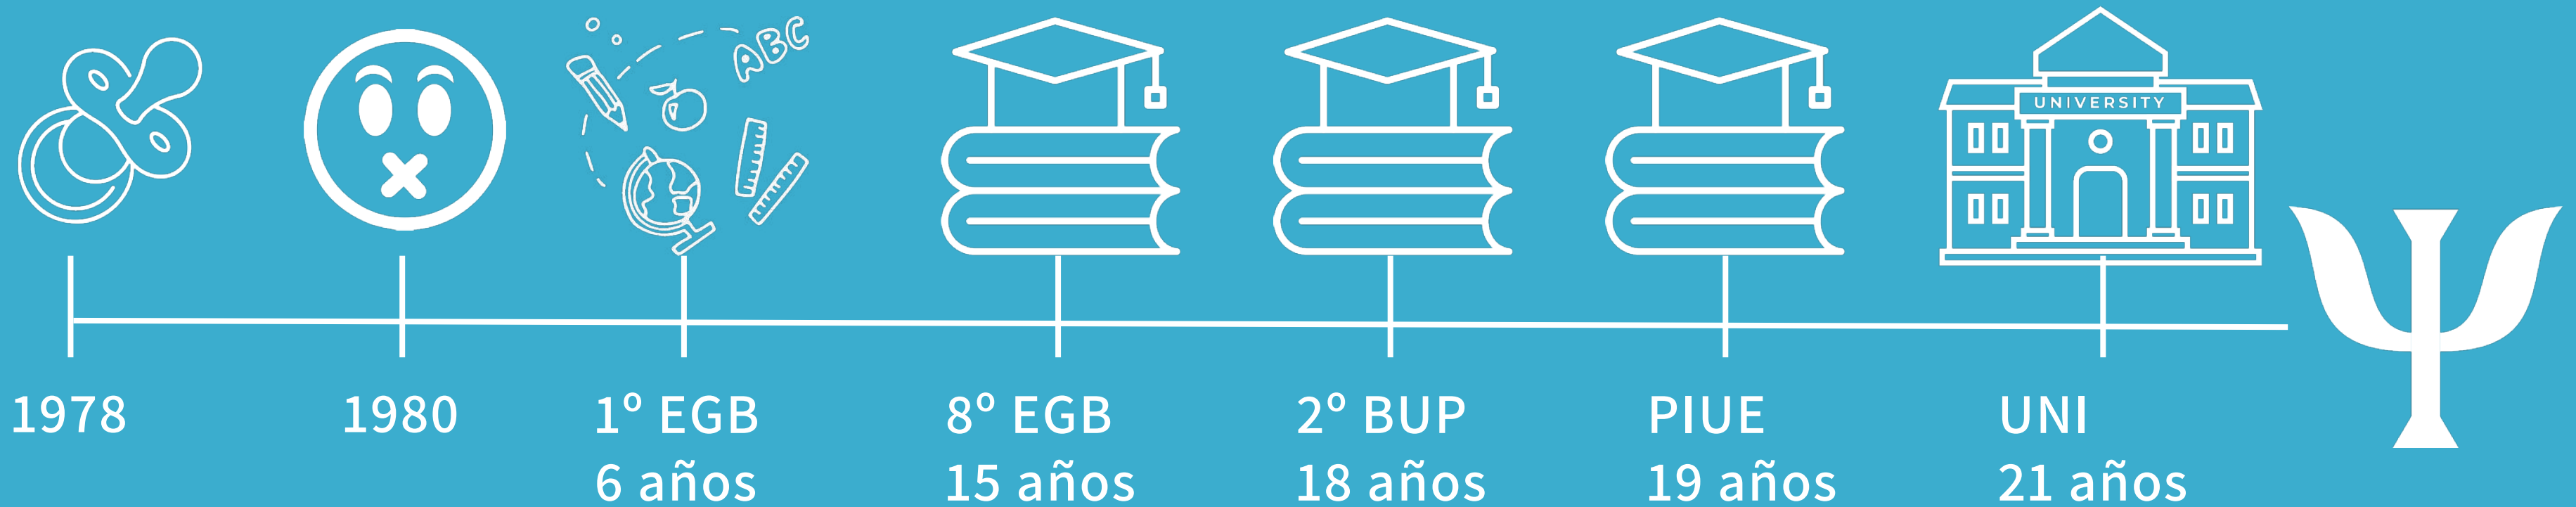 ABC
UNIVERSITY
1978
1980
1º EGB
6 años
8º EGB
15 años
2º BUP
18 años
PIUE
19 años
UNI
21 años